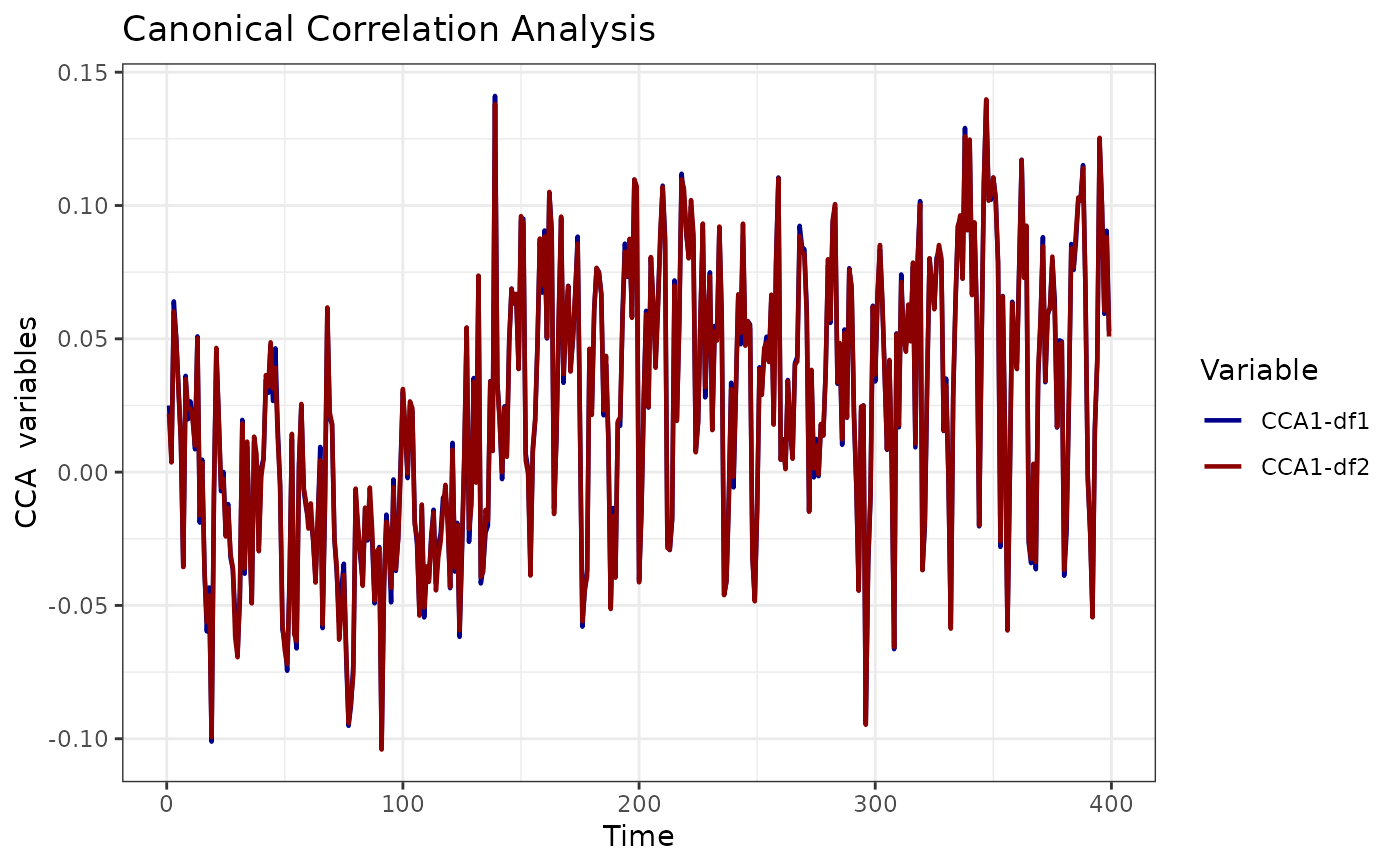 Canonical Correlation Analysis
0.15
0.10
0.05
0.00
-0.05
-0.10
CCA variables
0 100 200 300 400
Time
Variable
CCA1-df1
CCA1-df2